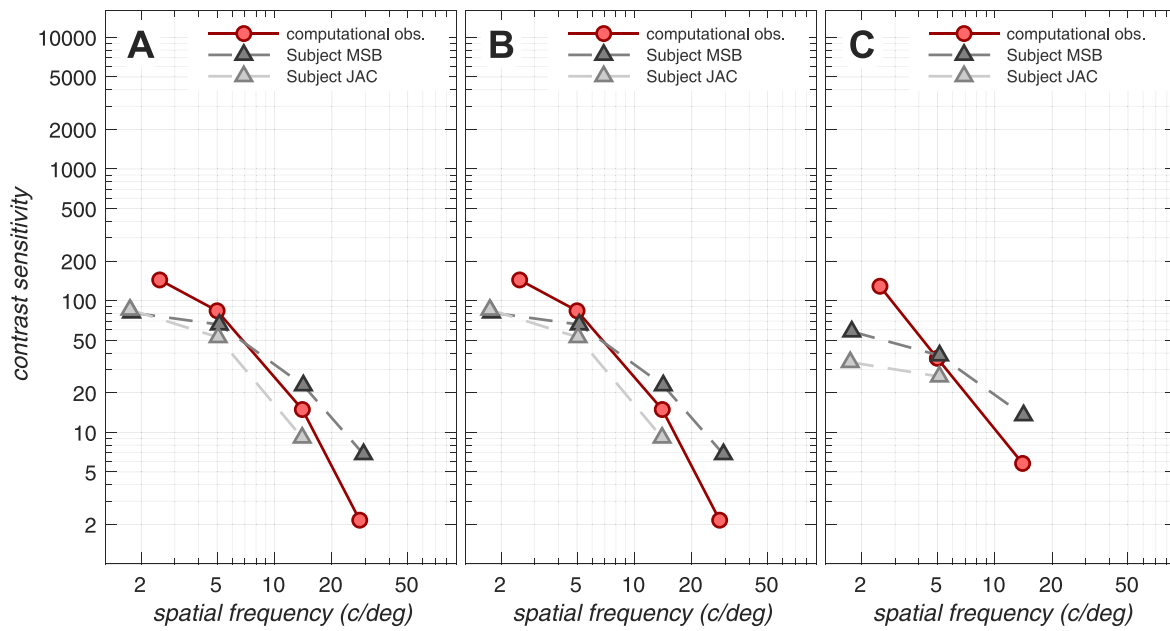 A
computational obs.
Subject MSB
Subject JAC
B
computational obs.
Subject MSB
Subject JAC
C
computational obs.
Subject MSB
Subject JAC
contrast sensitivity
10000
5000
2000
1000
500
200
100
50
20
10
5
2
2 5 10 20 50
2 5 10 20 50
2 5 10 20 50
spatial frequency (c/deg)
spatial frequency (c/deg)
spatial frequency (c/deg)